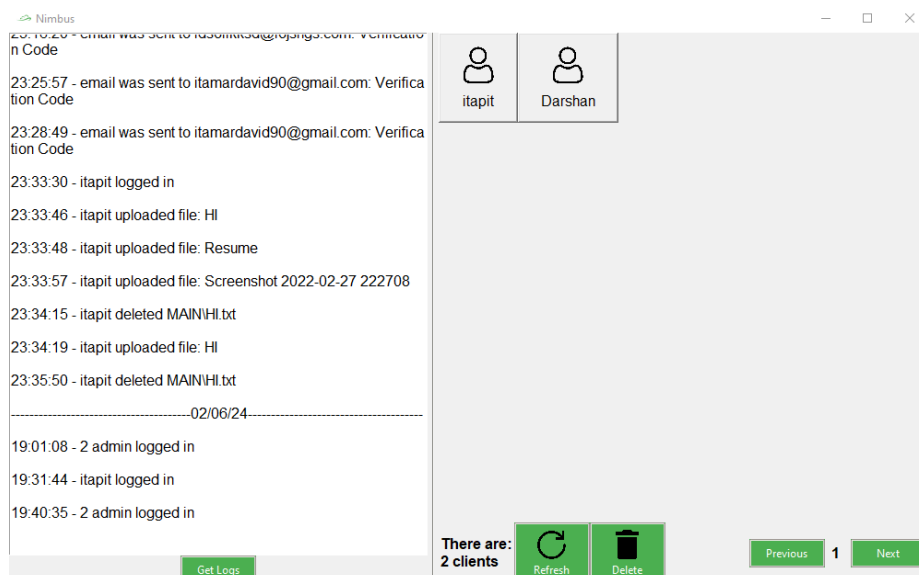 Nimbus
n Code
23:25:57 - email was sent to itamardavid90@gmail.com: Verifica
tion Code
23:28:49 - email was sent to itamardavid90@gmail.com: Verifica
tion Code
23:33:30 - itapit logged in
23:33:46 - itapit uploaded file: HI
23:33:48 - itapit uploaded file: Resume
23:33:57 - itapit uploaded file: Screenshot 2022-02-27 222708
23:34:15 - itapit deleted MAIN\HI.txt
23:34:19 - itapit uploaded file: HI
23:35:50 - itapit deleted MAIN\HI.txt
----------------------------------------02/06/24---------------------------------------
19:01:08 - 2 admin logged in
19:31:44 - itapit logged in
19:40:35 - 2 admin logged in
Get Logs
itapit
Darshan
There are:
2 clients
Refresh
Delete
Previous
1
Next